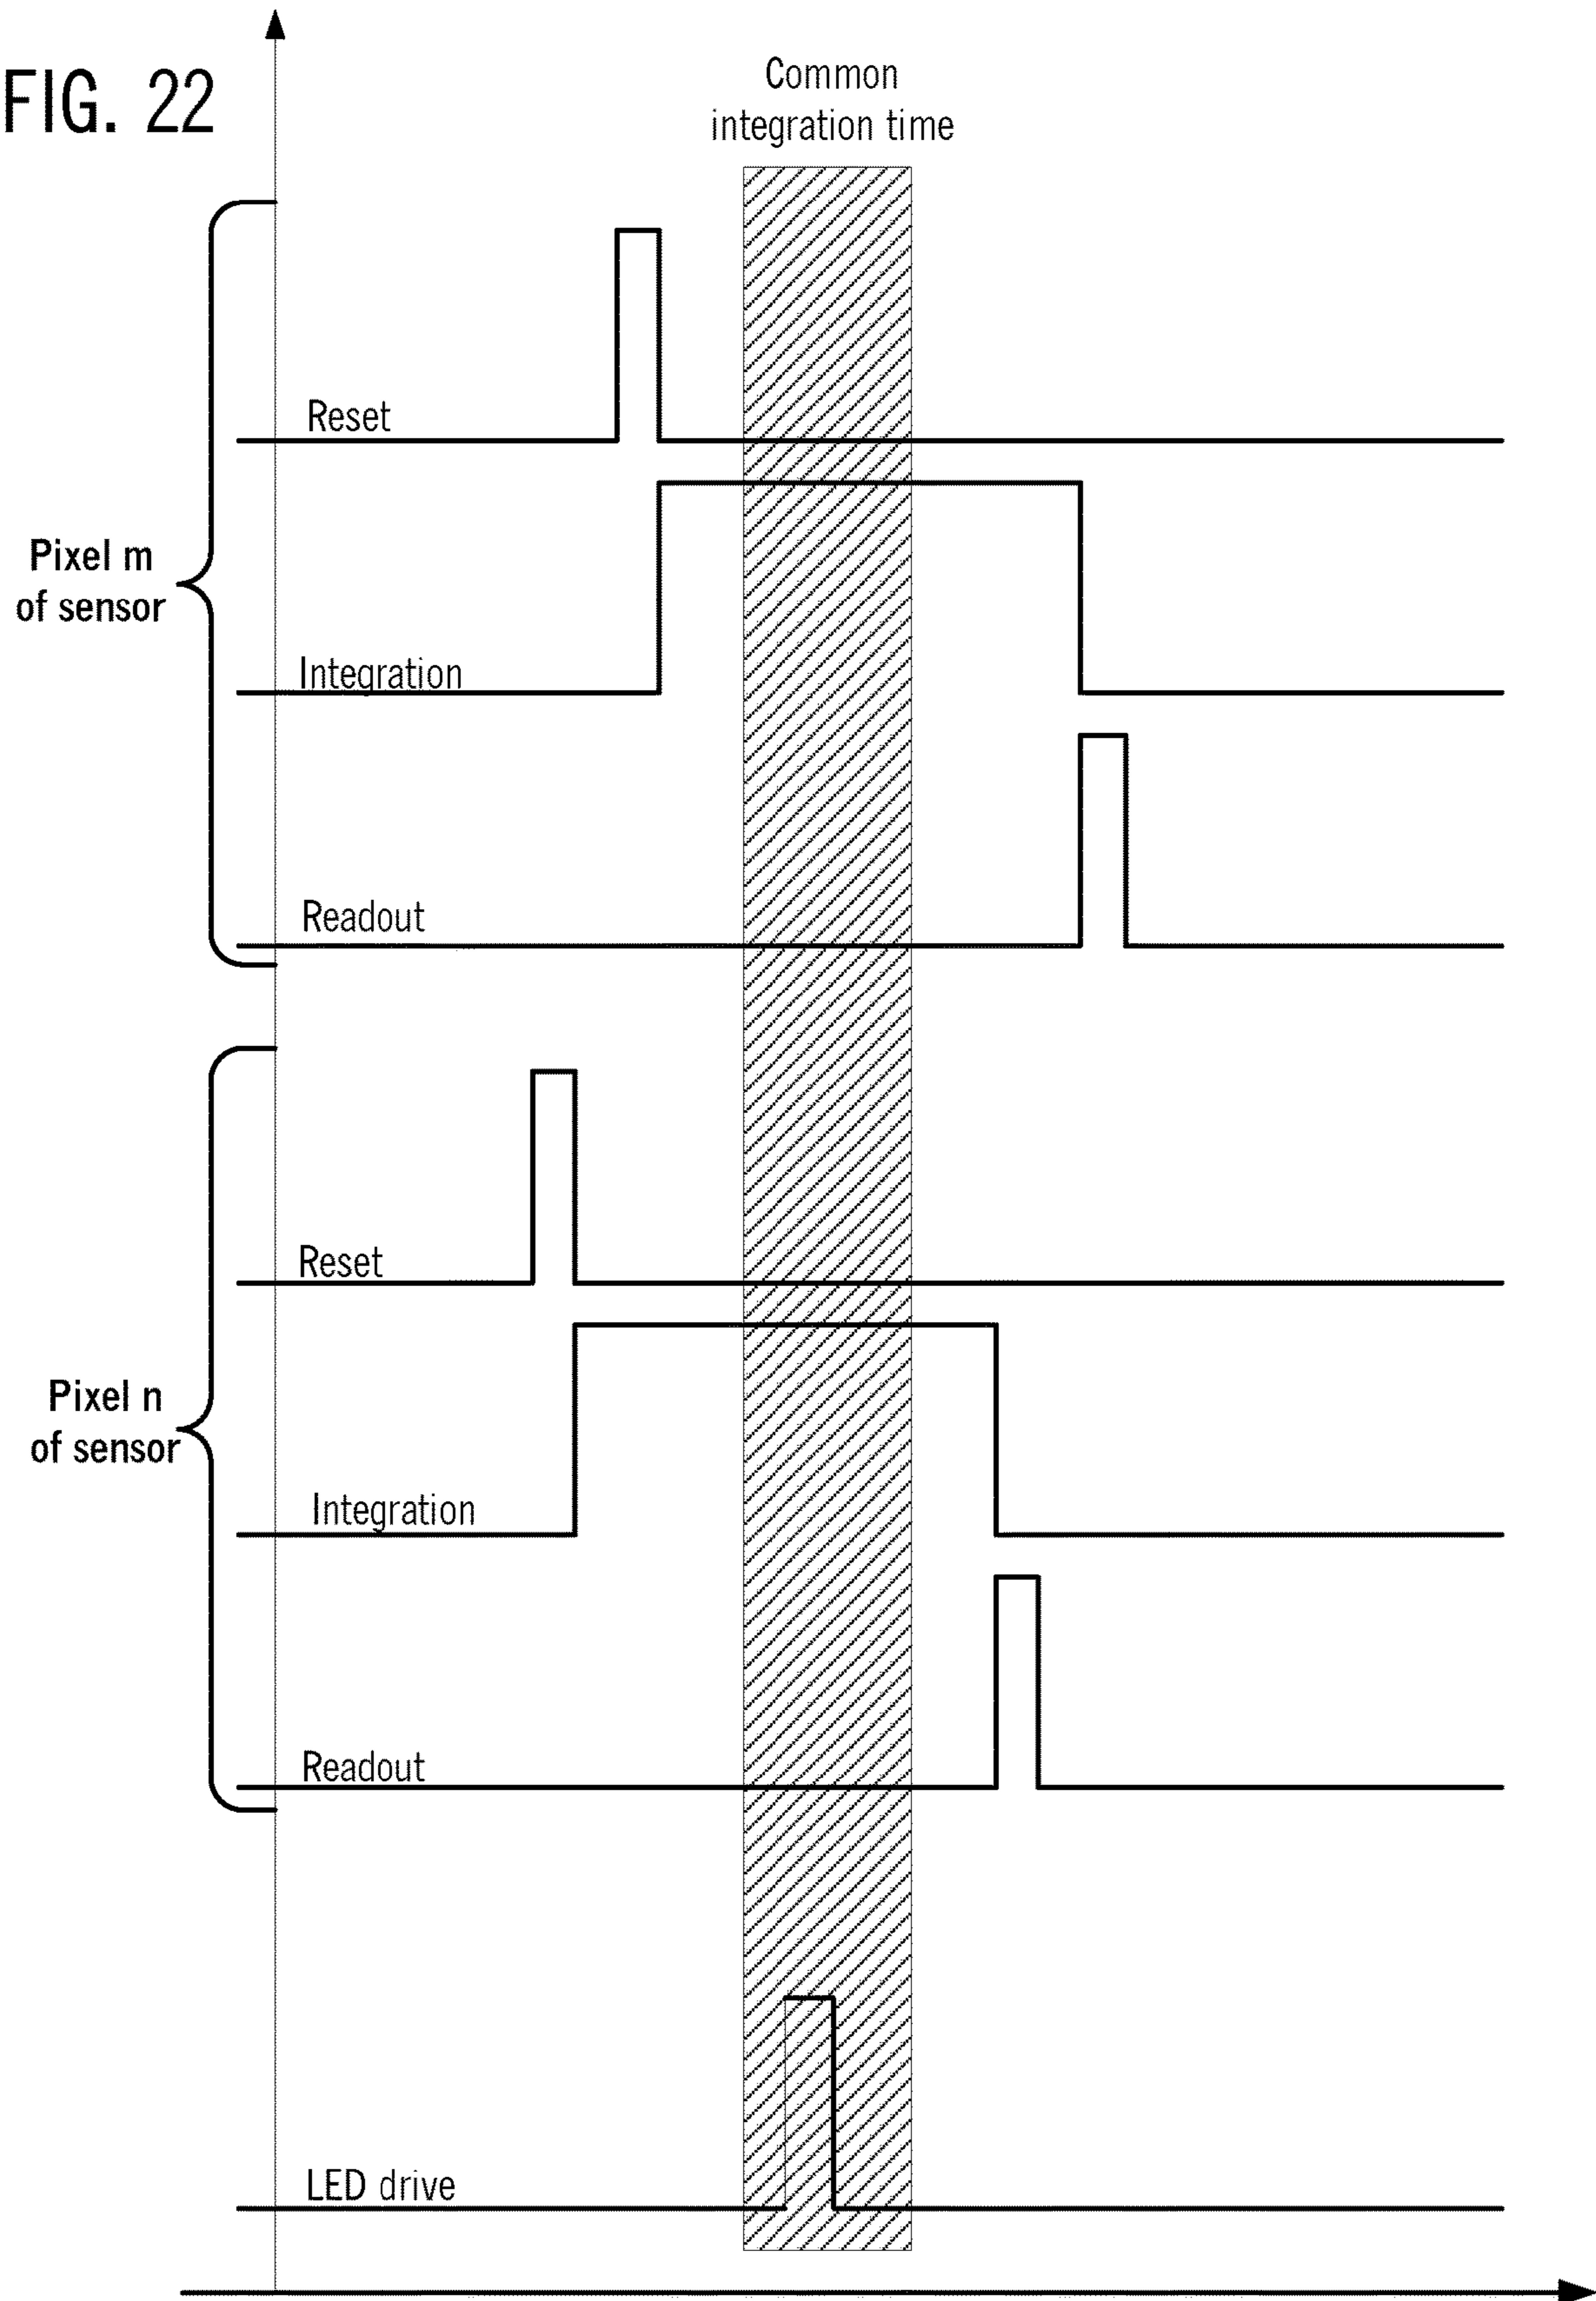 FIG. 22
Common
integration time
Reset
Pixel m
of sensor
Integration
Readout
Reset
Pixel n
of sensor
Integration
Readout
LED drive